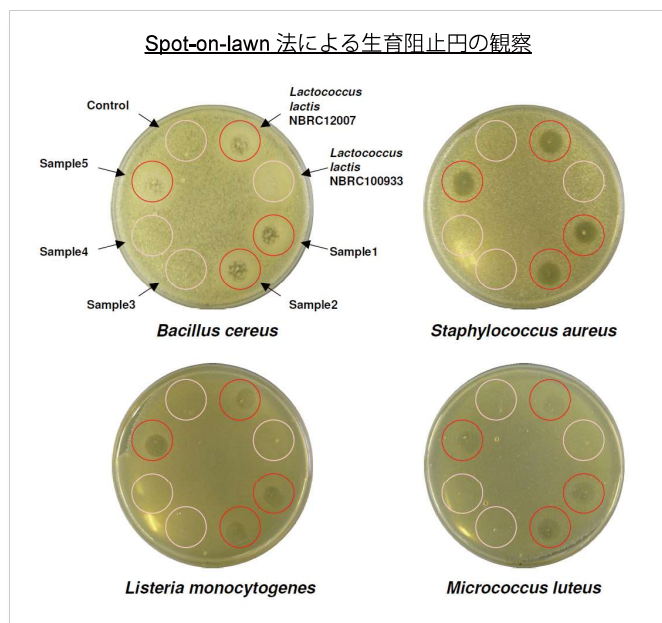 Spot-on-lawn 法による生育阻止円の観察
Control
Lactococcus
lactis
NBRC12007
Sample5
Lactococcus
lactis
NBRC100933
Sample4
Sample1
Sample3
Sample2
Bacillus cereus
Staphylococcus aureus
Listeria monocytogenes
Micrococcus luteus